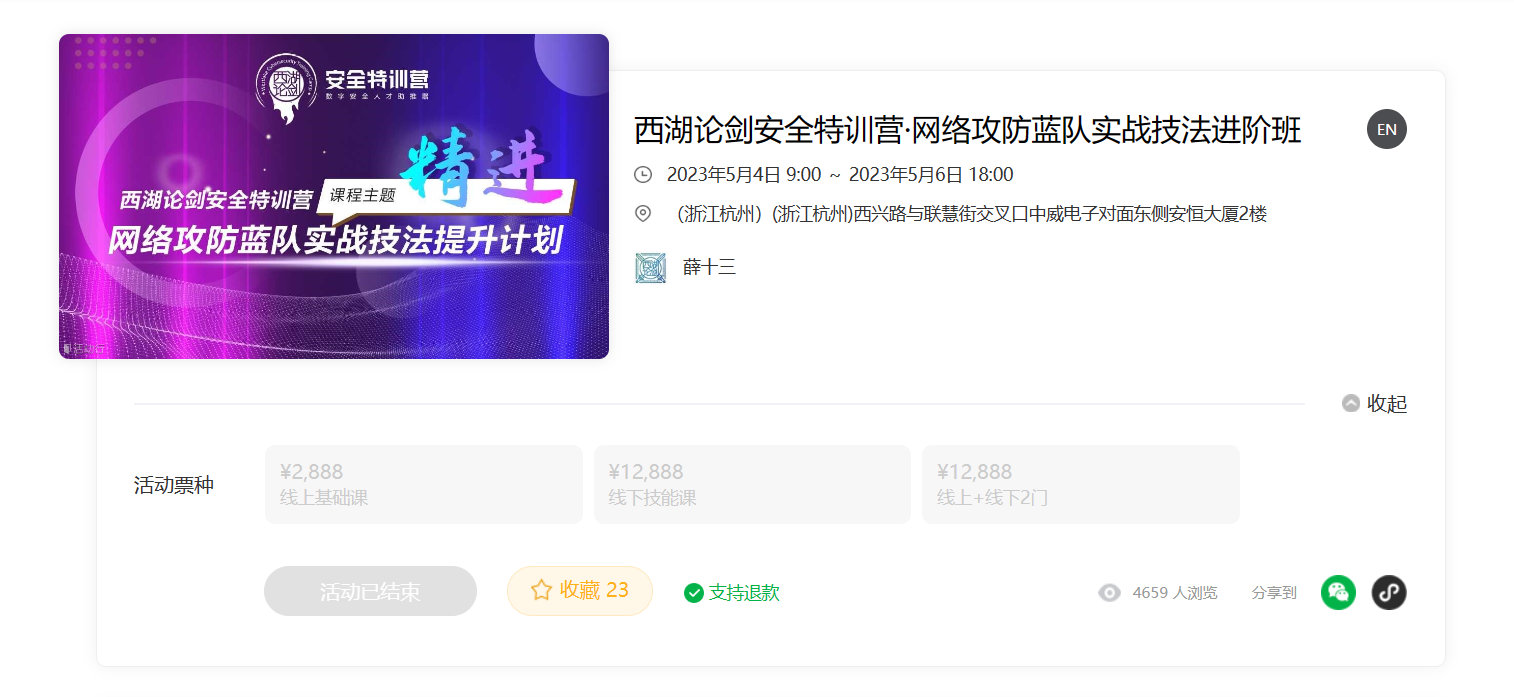 西湖论剑
安全特训营
数字安全人才助推器
精进
西湖论剑安全特训营
课程主题
网络攻防蓝队实战技法提升计划
活动行
西湖论剑安全特训营·网络攻防蓝队实战技法进阶班
EN
2023年5月4日 9:00 ~ 2023年5月6日 18:00
（浙江杭州）(浙江杭州)西兴路与联慧街交叉口中威电子对面东侧安恒大厦2楼
薛十三
收起
活动票种
¥2,888
线上基础课
¥12,888
线下技能课
¥12,888
线上+线下2门
活动已结束
收藏 23
支持退款
4659 人浏览
分享到